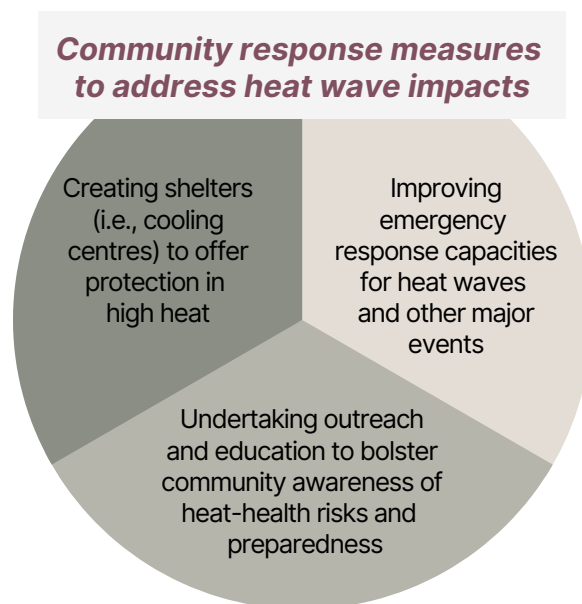 Community response measures
to address heat wave impacts
Creating shelters
(i.e., cooling
centres) to offer
protection in
high heat
Improving
emergency
response capacities
for heat waves
and other major
events
Undertaking outreach
and education to bolster
community awareness of
heat-health risks and
preparedness